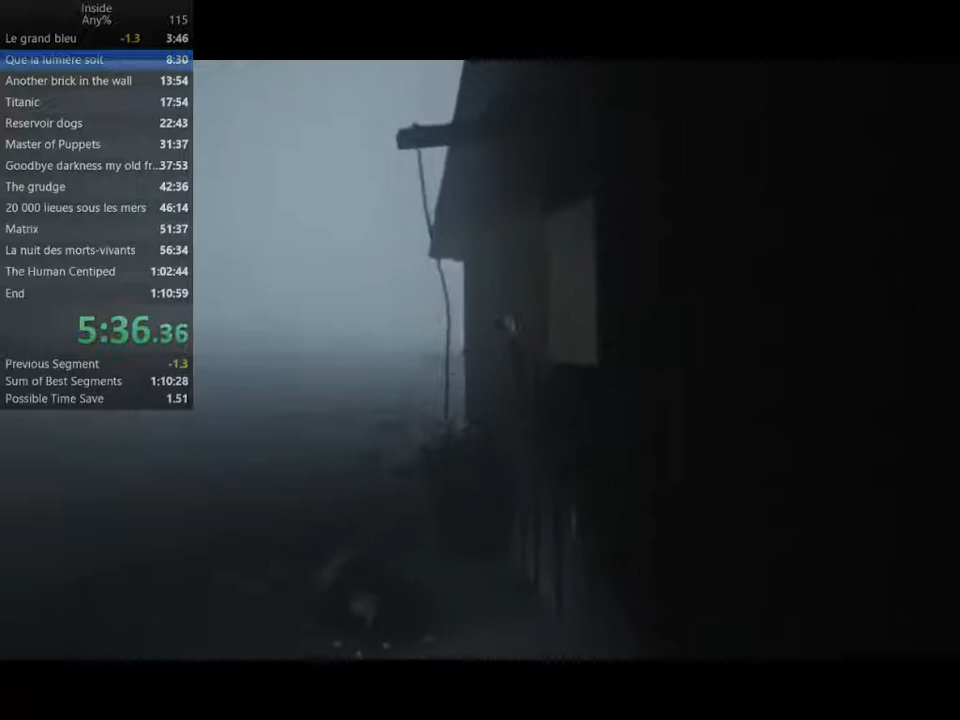 Inside
Any% 115
Le grand bleu -1.3 3:46
Que la lumière soit 8:30
Another brick in the wall 13:54
Titanic 17:54
Reservoir dogs 22:43
Master of Puppets 31:37
Goodbye darkness my old fr...37:53
The grudge 42:36
20 000 lieues sous les mers 46:14
Matrix 51:37
La nuit des morts-vivants 56:34
The Human Centiped 1:02:44
End 1:10:59
5:36.36
Previous Segment -1.3
Sum of Best Segments 1:10:28
Possible Time Save 1.51